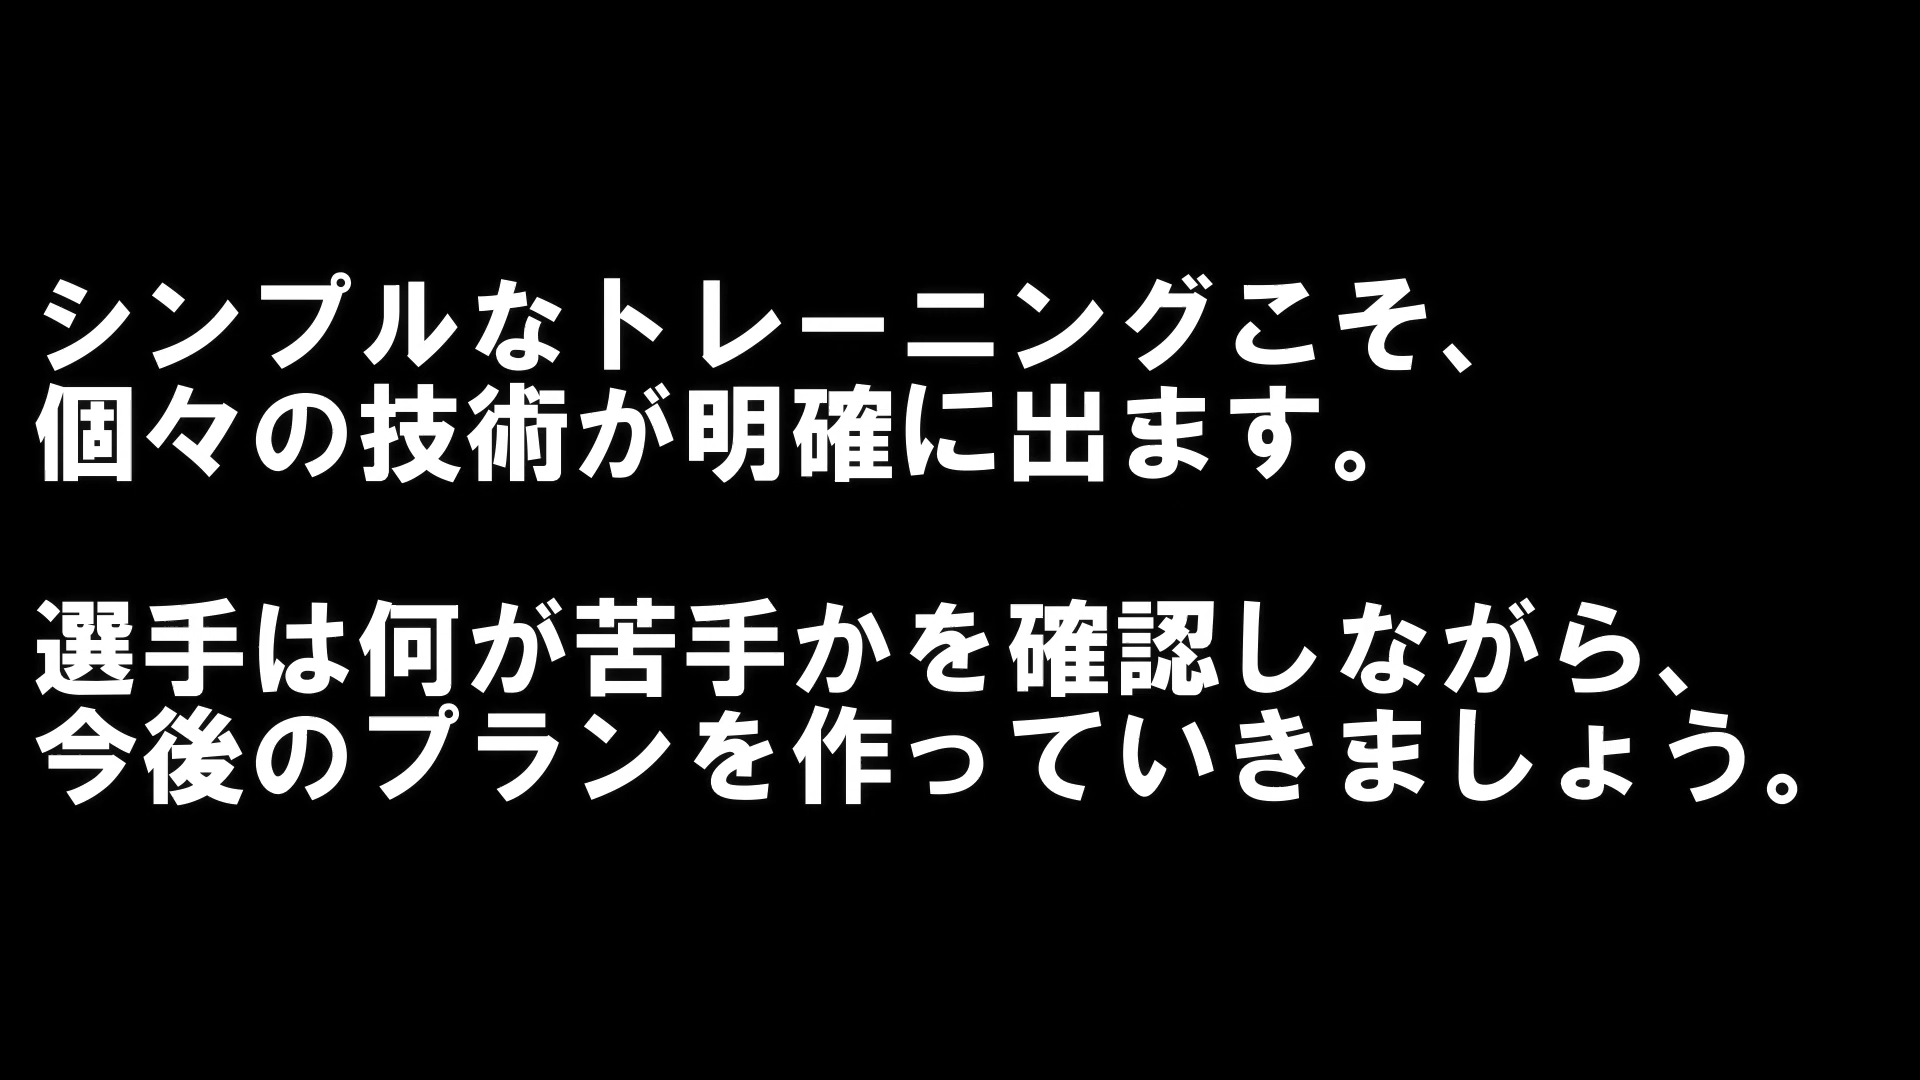 シンプルなトレーニングこそ、
個々の技術が明確に出ます。
選手は何が苦手かを確認しながら、
今後のプランを作っていきましょう。